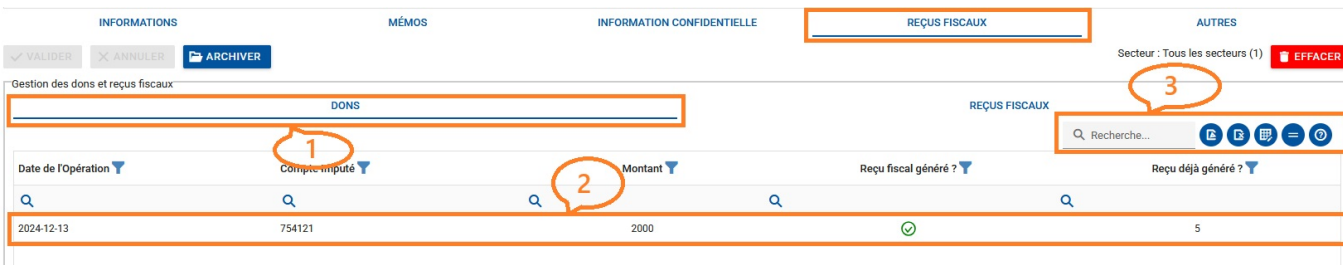 INFORMATIONS MÉMOS INFORMATION CONFIDENTIELLE REÇUS FISCAUX AUTRES
VALIDER ANNULER ARCHIVER Secteur : Tous les secteurs (1) EFFACER
Gestion des dons et reçus fiscaux
3
DONS REÇUS FISCAUX
Recherche...
1
Date de l'Opération Compte Imputé Montant Reçu fiscal généré ? Reçu déjà généré ?
2
2024-12-13 754121 2000 5